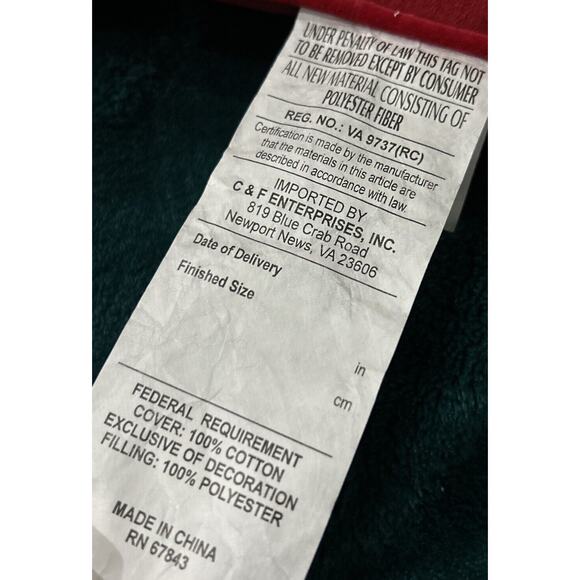 UNDER PENALTY OF LAW THIS TAG NOT
TO BE REMOVED EXCEPT BY CONSUMER
ALL NEW MATERIAL CONSISTING OF
POLYESTER FIBER
REG. NO.: VA 9737(RC)
Certification is made by the manufacturer
that the materials in this article are
described in accordance with law.
IMPORTED BY
C & F ENTERPRISES, INC.
819 Blue Crab Road
Newport News, VA 23606
Date of Delivery
Finished Size
in
cm
FEDERAL REQUIREMENT
COVER: 100% COTTON
EXCLUSIVE OF DECORATION
FILLING: 100% POLYESTER
MADE IN CHINA
RN 67843